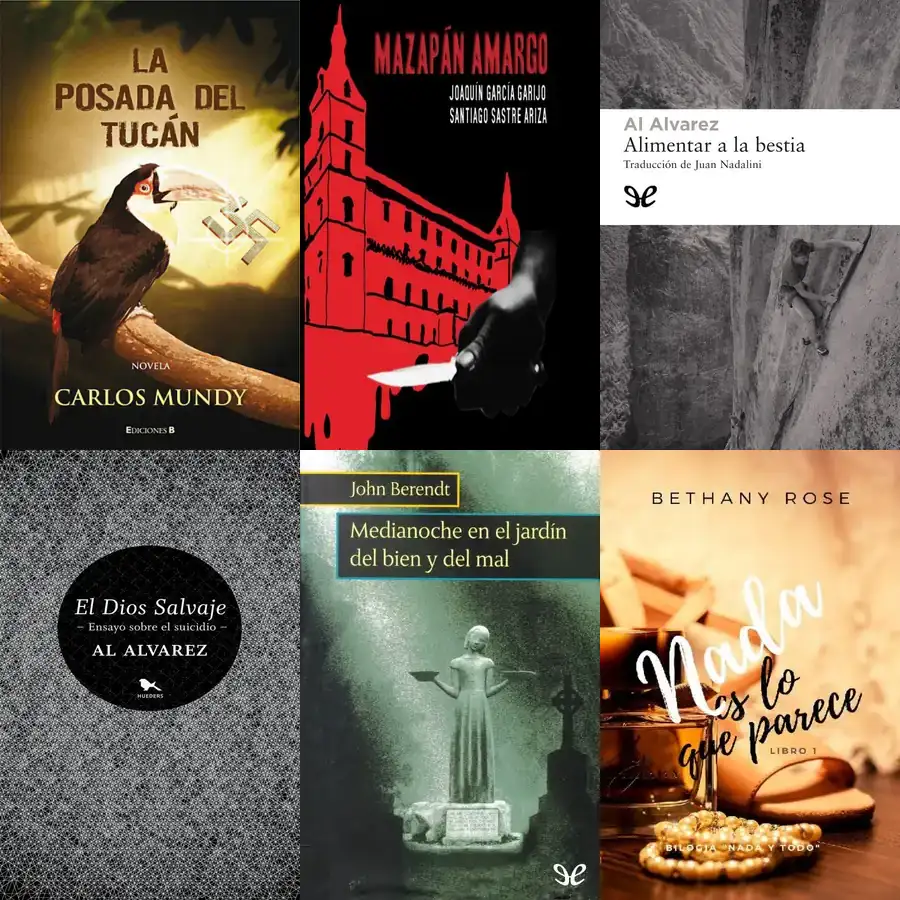 LA
POSADA DEL
TUCÁN
NOVELA
CARLOS MUNDY
EDICIONES B
MAZAPÁN AMARGO
JOAQUÍN GARCÍA GARIJO
SANTIAGO SASTRE ARIZA
Al Alvarez
Alimentar a la bestia
Traducción de Juan Nadalini
El Dios Salvaje
– Ensayo sobre el suicidio –
AL ALVAREZ
HUEDERS
John Berendt
Medianoche en el jardín
del bien y del mal
BETHANY ROSE
Nada
es lo
que parece
LIBRO 1
BILOGÍA "NADA Y TODO"